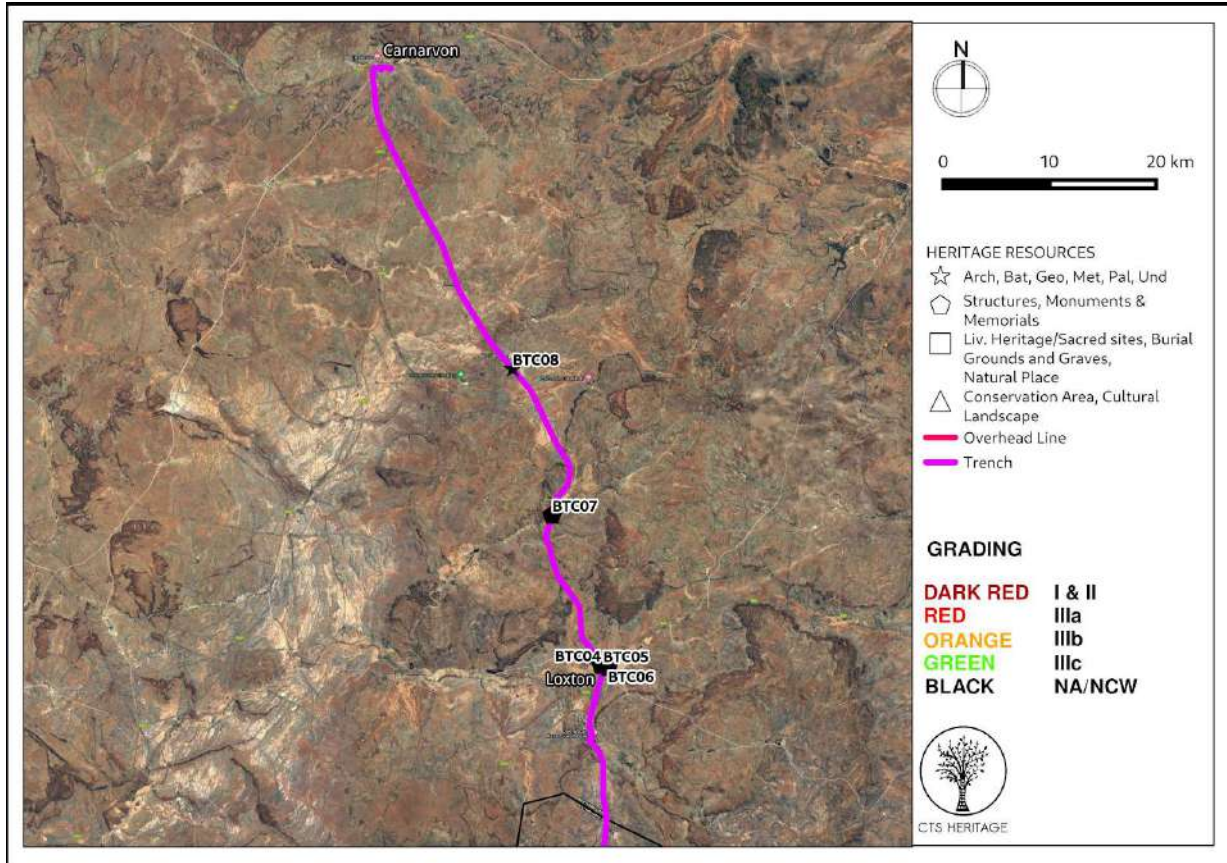 Carnarvon
BTC08
BTC07
BTC04 BTC05
Loxton BTC06
N
0 10 20 km
HERITAGE RESOURCES
Arch, Bat, Geo, Met, Pal, Und
Structures, Monuments &
Memorials
Liv. Heritage/Sacred sites, Burial
Grounds and Graves,
Natural Place
Conservation Area, Cultural
Landscape
Overhead Line
Trench
GRADING
DARK RED I & II
RED IIIa
ORANGE IIIb
GREEN IIIc
BLACK NA/NCW
CTS HERITAGE